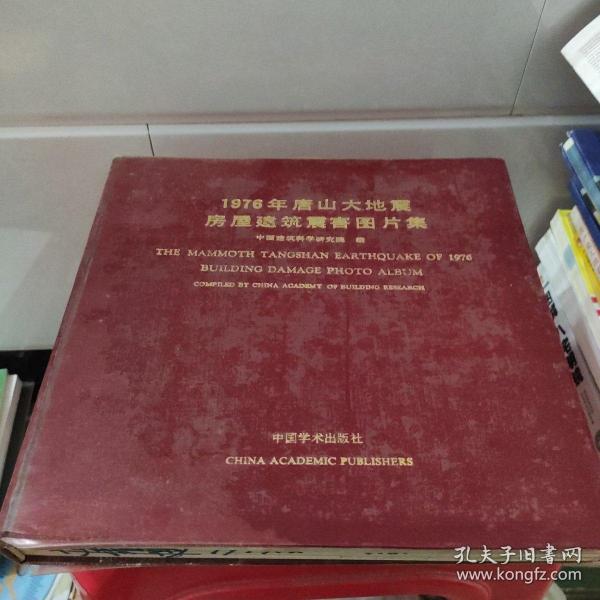 1976年唐山大地震
房屋建筑震害图片集
中国建筑科学研究院 编
THE MAMMOTH TANGSHAN EARTHQUAKE OF 1976
BUILDING DAMAGE PHOTO ALBUM
COMPILED BY CHINA ACADEMY OF BUILDING RESEARCH
中国学术出版社
CHINA ACADEMIC PUBLISHERS
孔夫子旧书网
www.kongfz.com